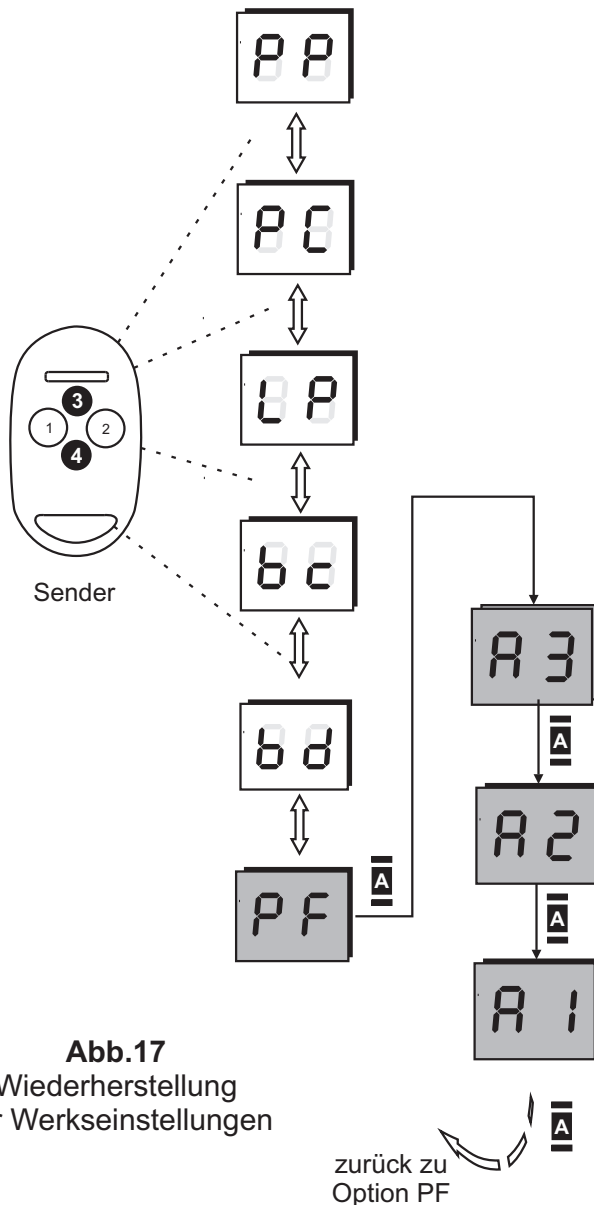 PP
PC
3
1
2
LP
4
bc
Sender
A3
A
bd
A2
A
PF
A
A1
Abb.17
Wiederherstellung
Werkseinstellungen
A
zurück zu
Option PF